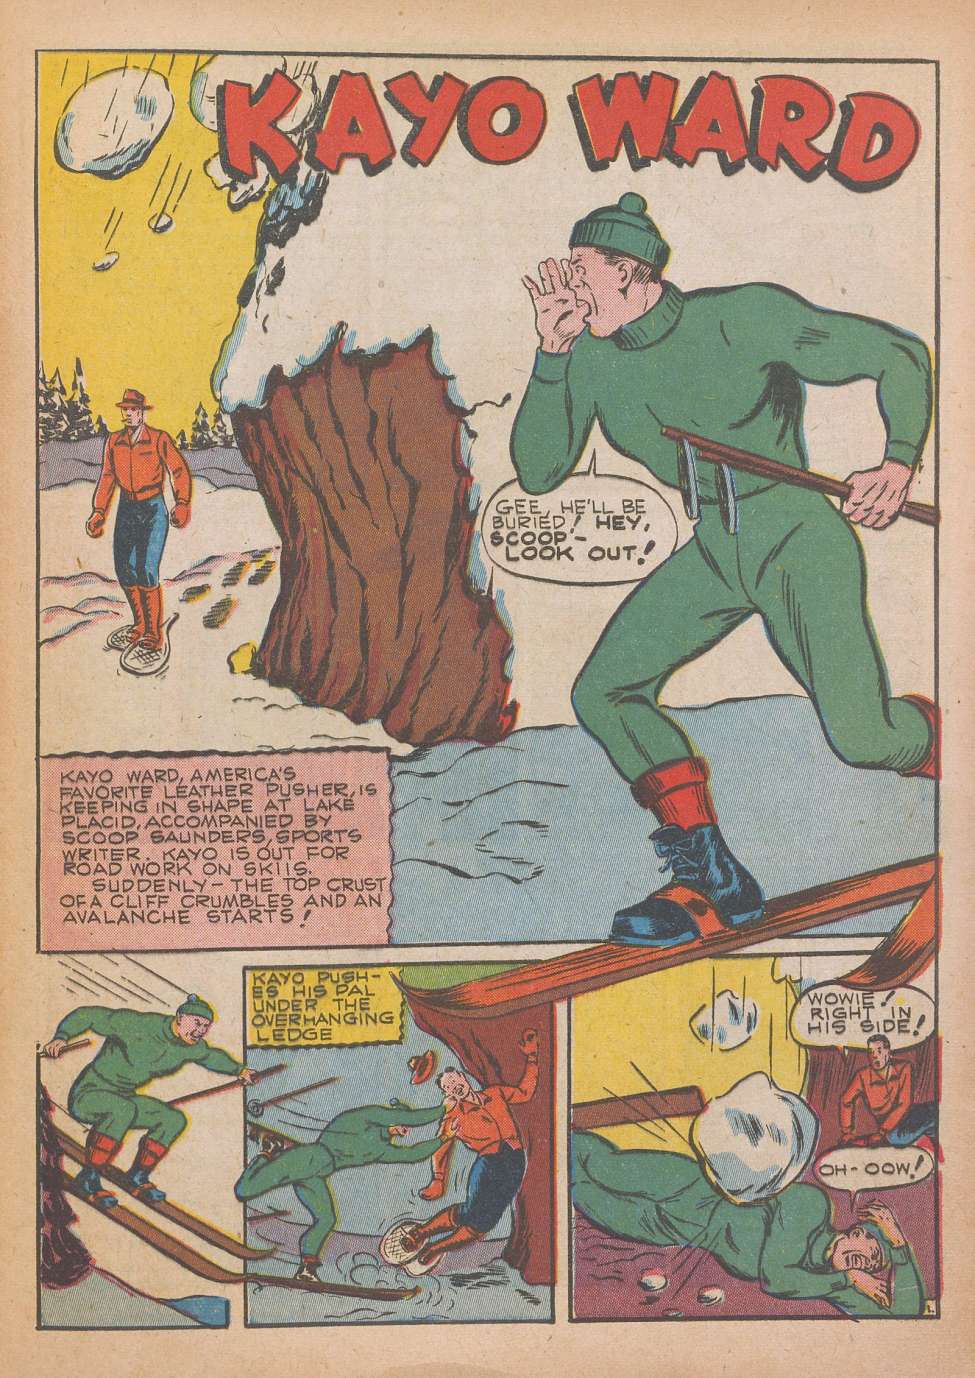 KAYO WARD
GEE, HE'LL BE
BURIED! HEY,
SCOOP-
LOOK OUT!
KAYO WARD, AMERICA'S
FAVORITE LEATHER PUSHER, IS
KEEPING IN SHAPE AT LAKE
PLACID, ACCOMPANIED BY
SCOOP SAUNDERS, SPORTS
WRITER. KAYO IS OUT FOR
ROAD WORK ON SKIIS.
SUDDENLY - THE TOP CRUST
OF A CLIFF CRUMBLES AND AN
AVALANCHE STARTS!
KAYO PUSH-
ES HIS PAL
UNDER THE
OVERHANGING
LEDGE
WOWIE!
RIGHT IN
HIS SIDE!
OH-OOW!
1.